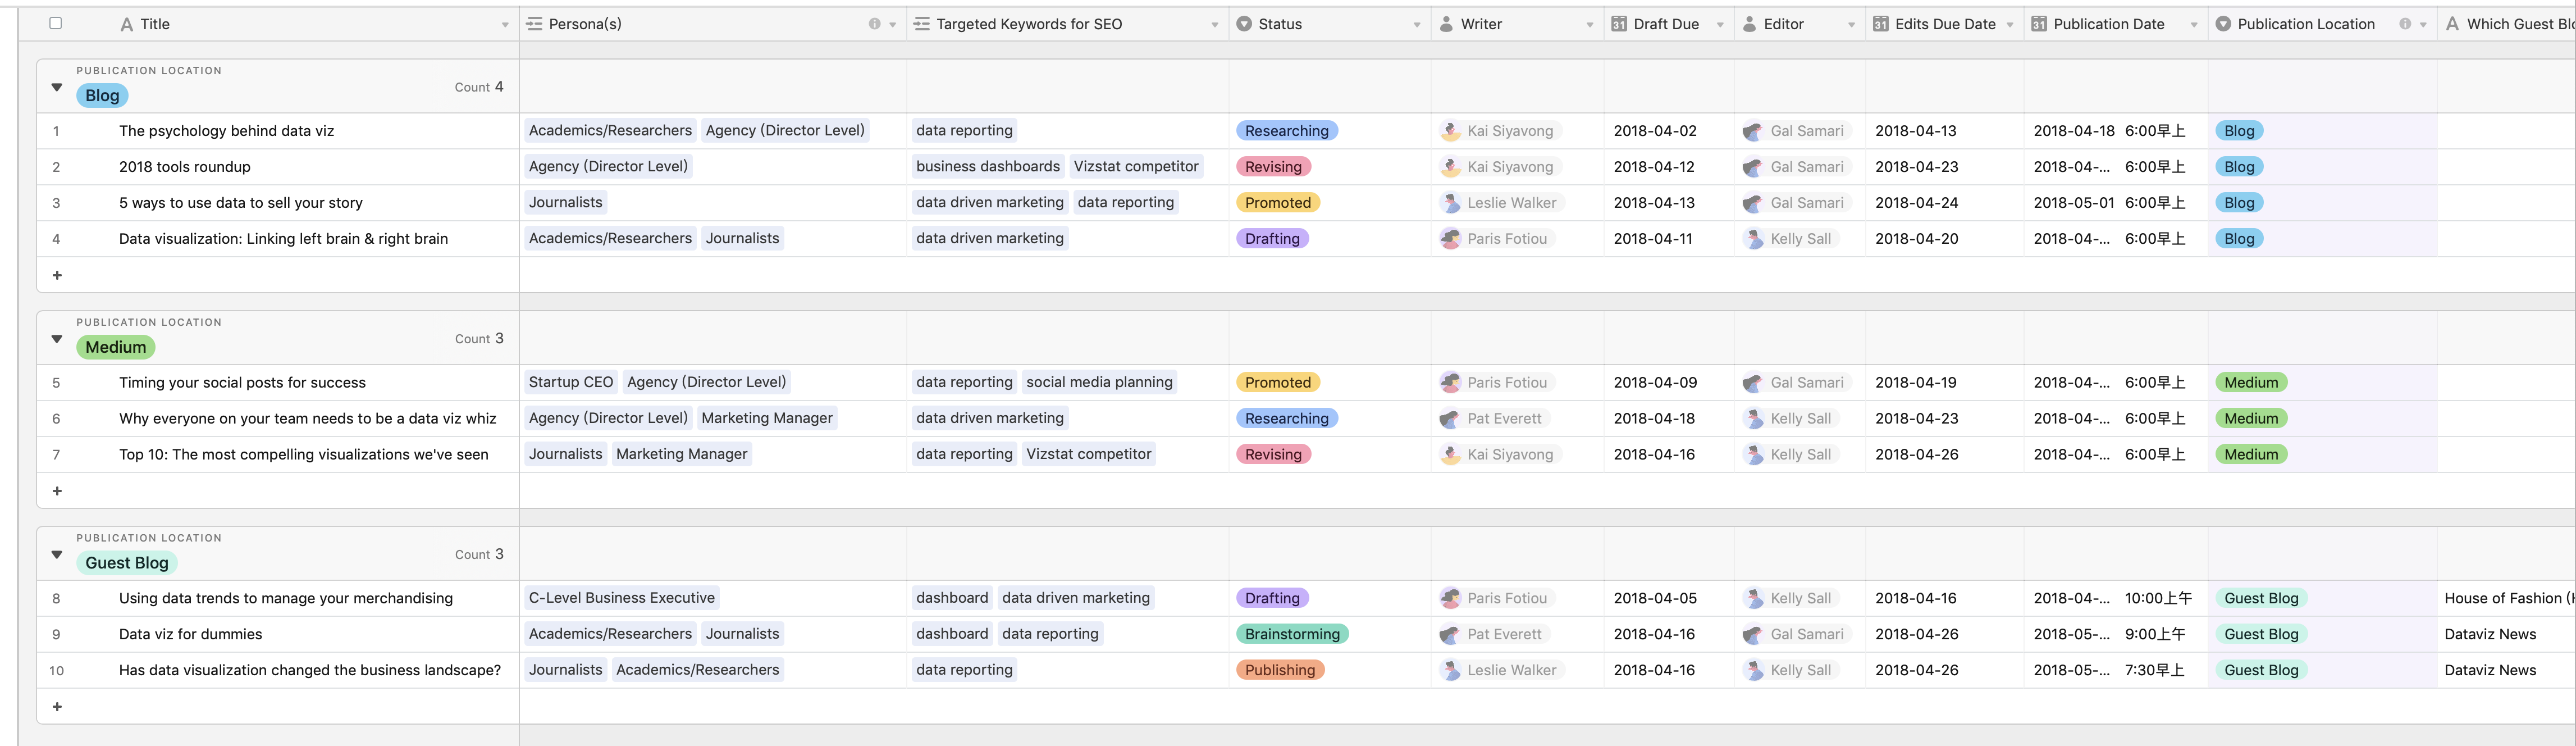 Title Persona(s) Targeted Keywords for SEO Status Writer Draft Due Editor Edits Due Date Publication Date Publication Location Which Guest Blo
PUBLICATION LOCATION
Blog Count 4
1 The psychology behind data viz Academics/Researchers Agency (Director Level) data reporting Researching Kai Siyavong 2018-04-02 Gal Samari 2018-04-13 2018-04-18 6:00早上 Blog
2 2018 tools roundup Agency (Director Level) business dashboards Vizstat competitor Revising Kai Siyavong 2018-04-12 Gal Samari 2018-04-23 2018-04-... 6:00早上 Blog
3 5 ways to use data to sell your story Journalists data driven marketing data reporting Promoted Leslie Walker 2018-04-13 Gal Samari 2018-04-24 2018-05-01 6:00早上 Blog
4 Data visualization: Linking left brain & right brain Academics/Researchers Journalists data driven marketing Drafting Paris Fotiou 2018-04-11 Kelly Sall 2018-04-20 2018-04-... 6:00早上 Blog
+
PUBLICATION LOCATION
Medium Count 3
5 Timing your social posts for success Startup CEO Agency (Director Level) data reporting social media planning Promoted Paris Fotiou 2018-04-09 Gal Samari 2018-04-19 2018-04-... 6:00早上 Medium
6 Why everyone on your team needs to be a data viz whiz Agency (Director Level) Marketing Manager data driven marketing Researching Pat Everett 2018-04-18 Kelly Sall 2018-04-23 2018-04-... 6:00早上 Medium
7 Top 10: The most compelling visualizations we've seen Journalists Marketing Manager data reporting Vizstat competitor Revising Kai Siyavong 2018-04-16 Kelly Sall 2018-04-26 2018-04-... 6:00早上 Medium
+
PUBLICATION LOCATION
Guest Blog Count 3
8 Using data trends to manage your merchandising C-Level Business Executive dashboard data driven marketing Drafting Paris Fotiou 2018-04-05 Kelly Sall 2018-04-16 2018-04-... 10:00上午 Guest Blog House of Fashion (H
9 Data viz for dummies Academics/Researchers Journalists dashboard data reporting Brainstorming Pat Everett 2018-04-16 Gal Samari 2018-04-26 2018-05-... 9:00上午 Guest Blog Dataviz News
10 Has data visualization changed the business landscape? Journalists Academics/Researchers data reporting Publishing Leslie Walker 2018-04-16 Kelly Sall 2018-04-26 2018-05-... 7:30早上 Guest Blog Dataviz News
+